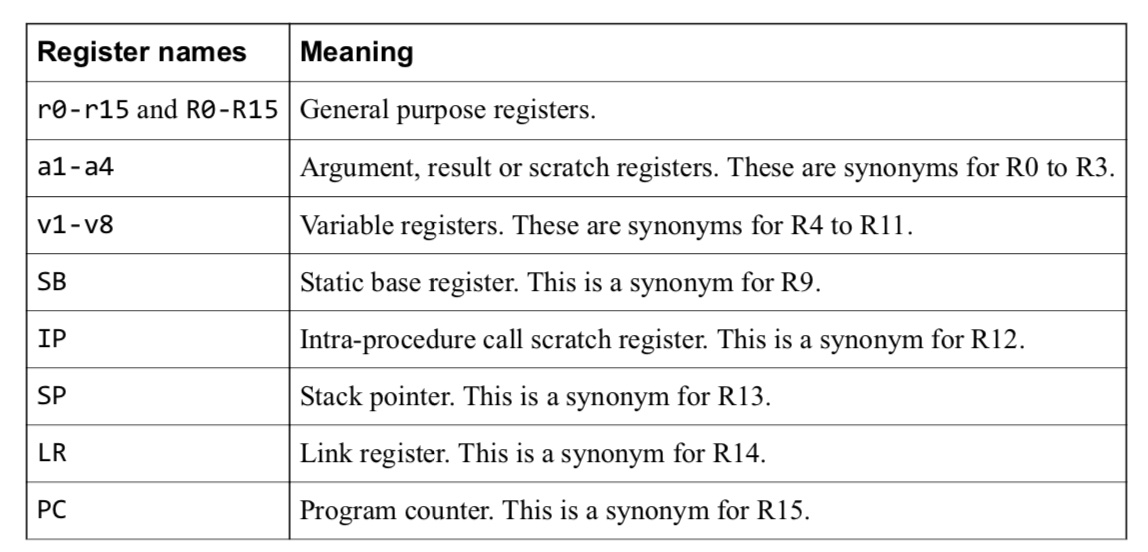 Register names Meaning
r0-r15 and R0-R15 General purpose registers.
a1-a4 Argument, result or scratch registers. These are synonyms for R0 to R3.
v1-v8 Variable registers. These are synonyms for R4 to R11.
SB Static base register. This is a synonym for R9.
IP Intra-procedure call scratch register. This is a synonym for R12.
SP Stack pointer. This is a synonym for R13.
LR Link register. This is a synonym for R14.
PC Program counter. This is a synonym for R15.